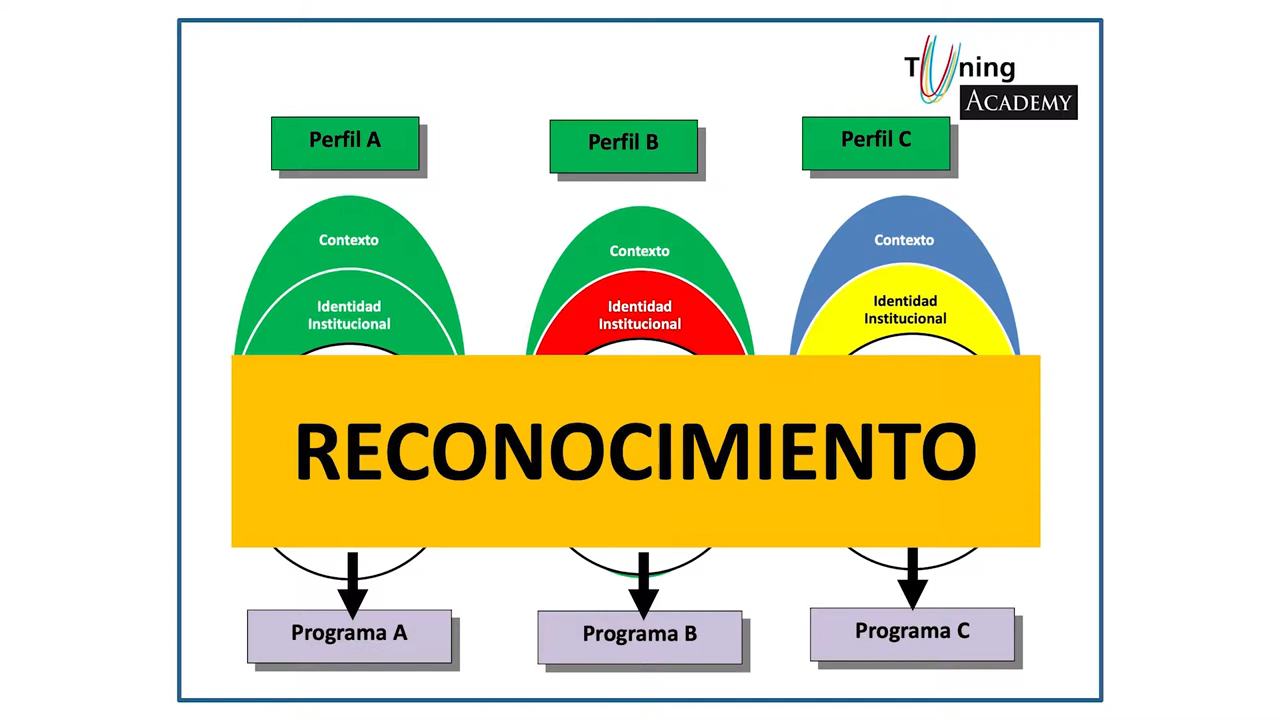 Tuning
ACADEMY
Perfil A
Perfil B
Perfil C
Contexto
Contexto
Contexto
Identidad
Institucional
Identidad
Institucional
Identidad
Institucional
RECONOCIMIENTO
Programa A
Programa B
Programa C